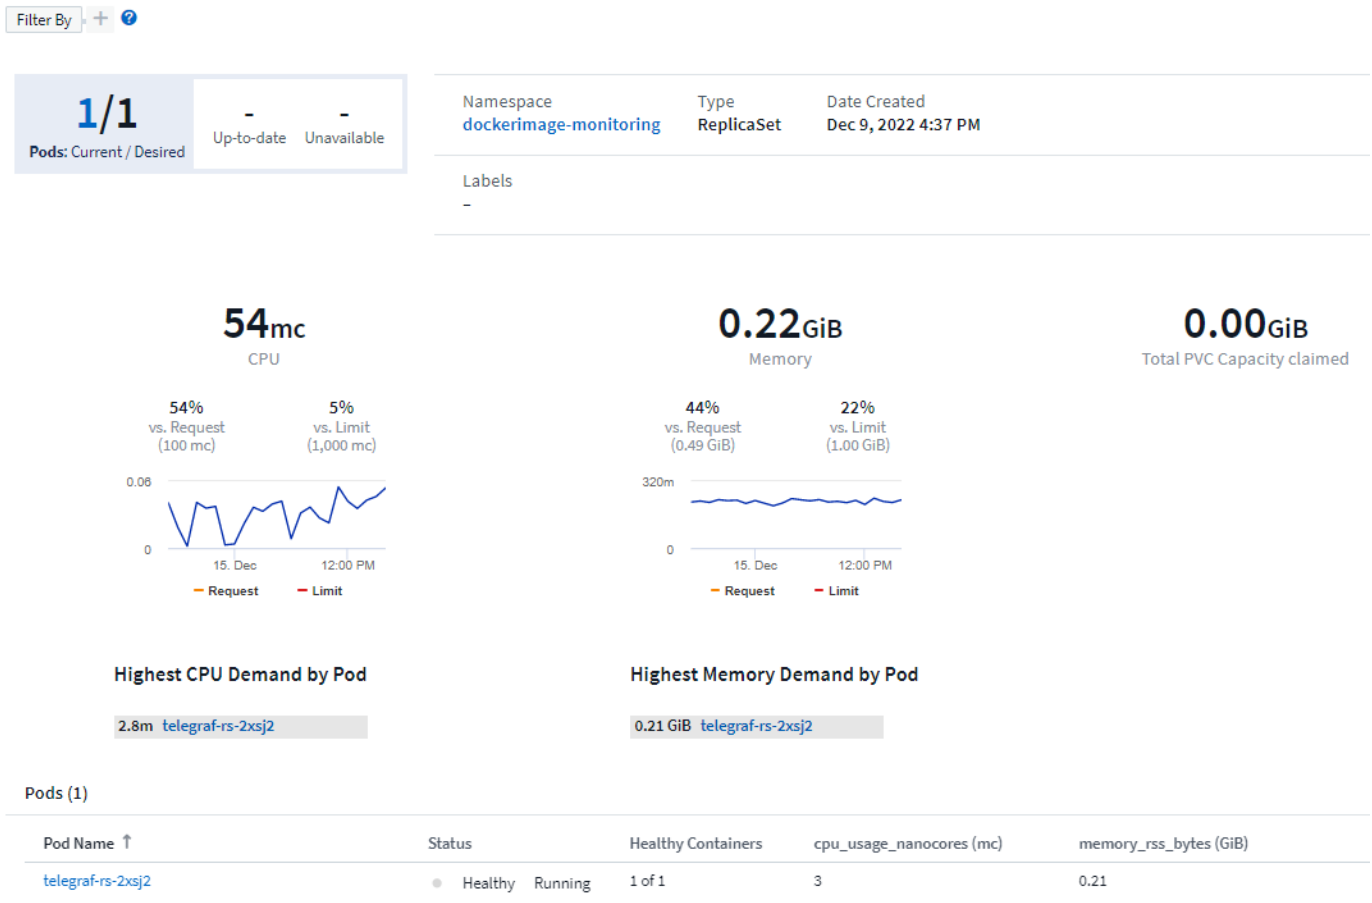 Filter By + ?
1/1
Pods: Current / Desired
- -
Up-to-date Unavailable
Namespace Type Date Created
dockerimage-monitoring ReplicaSet Dec 9, 2022 4:37 PM
Labels
–
54mc
CPU
54% 5%
vs. Request vs. Limit
(100 mc) (1,000 mc)
0.06
0
15. Dec 12:00 PM
Request Limit
0.22GiB
Memory
44% 22%
vs. Request vs. Limit
(0.49 GiB) (1.00 GiB)
320m
0
15. Dec 12:00 PM
Request Limit
0.00GiB
Total PVC Capacity claimed
Highest CPU Demand by Pod
2.8m telegraf-rs-2xsj2
Highest Memory Demand by Pod
0.21 GiB telegraf-rs-2xsj2
Pods (1)
Pod Name ↑ Status Healthy Containers cpu_usage_nanocores (mc) memory_rss_bytes (GiB)
telegraf-rs-2xsj2 Healthy Running 1 of 1 3 0.21